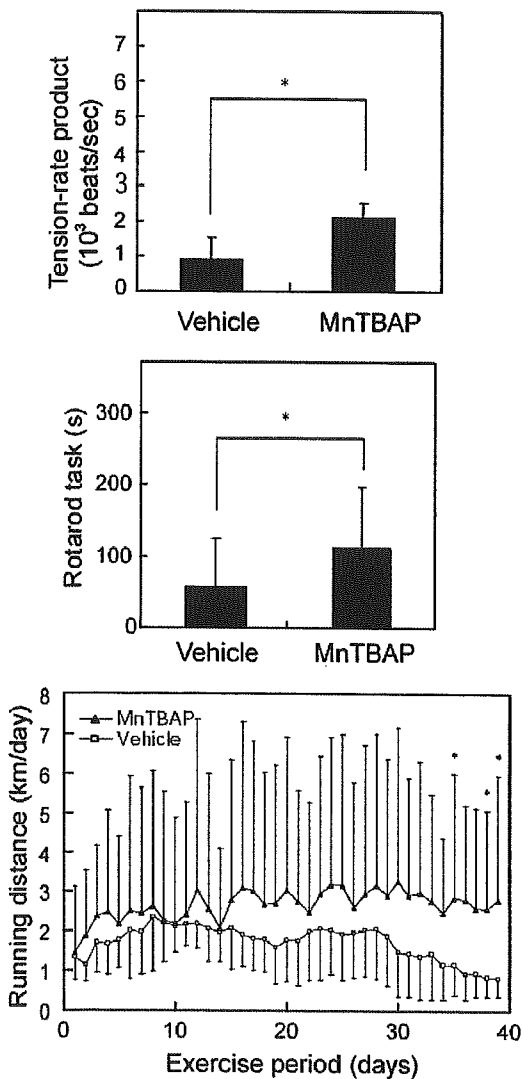 Tension-rate product
(10³ beats/sec)
7
6
5
4
3
2
1
0
*
Vehicle
MnTBAP
Rotarod task (s)
300
200
100
0
*
Vehicle
MnTBAP
Running distance (km/day)
8
7
6
5
4
3
2
1
0
MnTBAP
Vehicle
*
*
*
0
10
20
30
40
Exercise period (days)